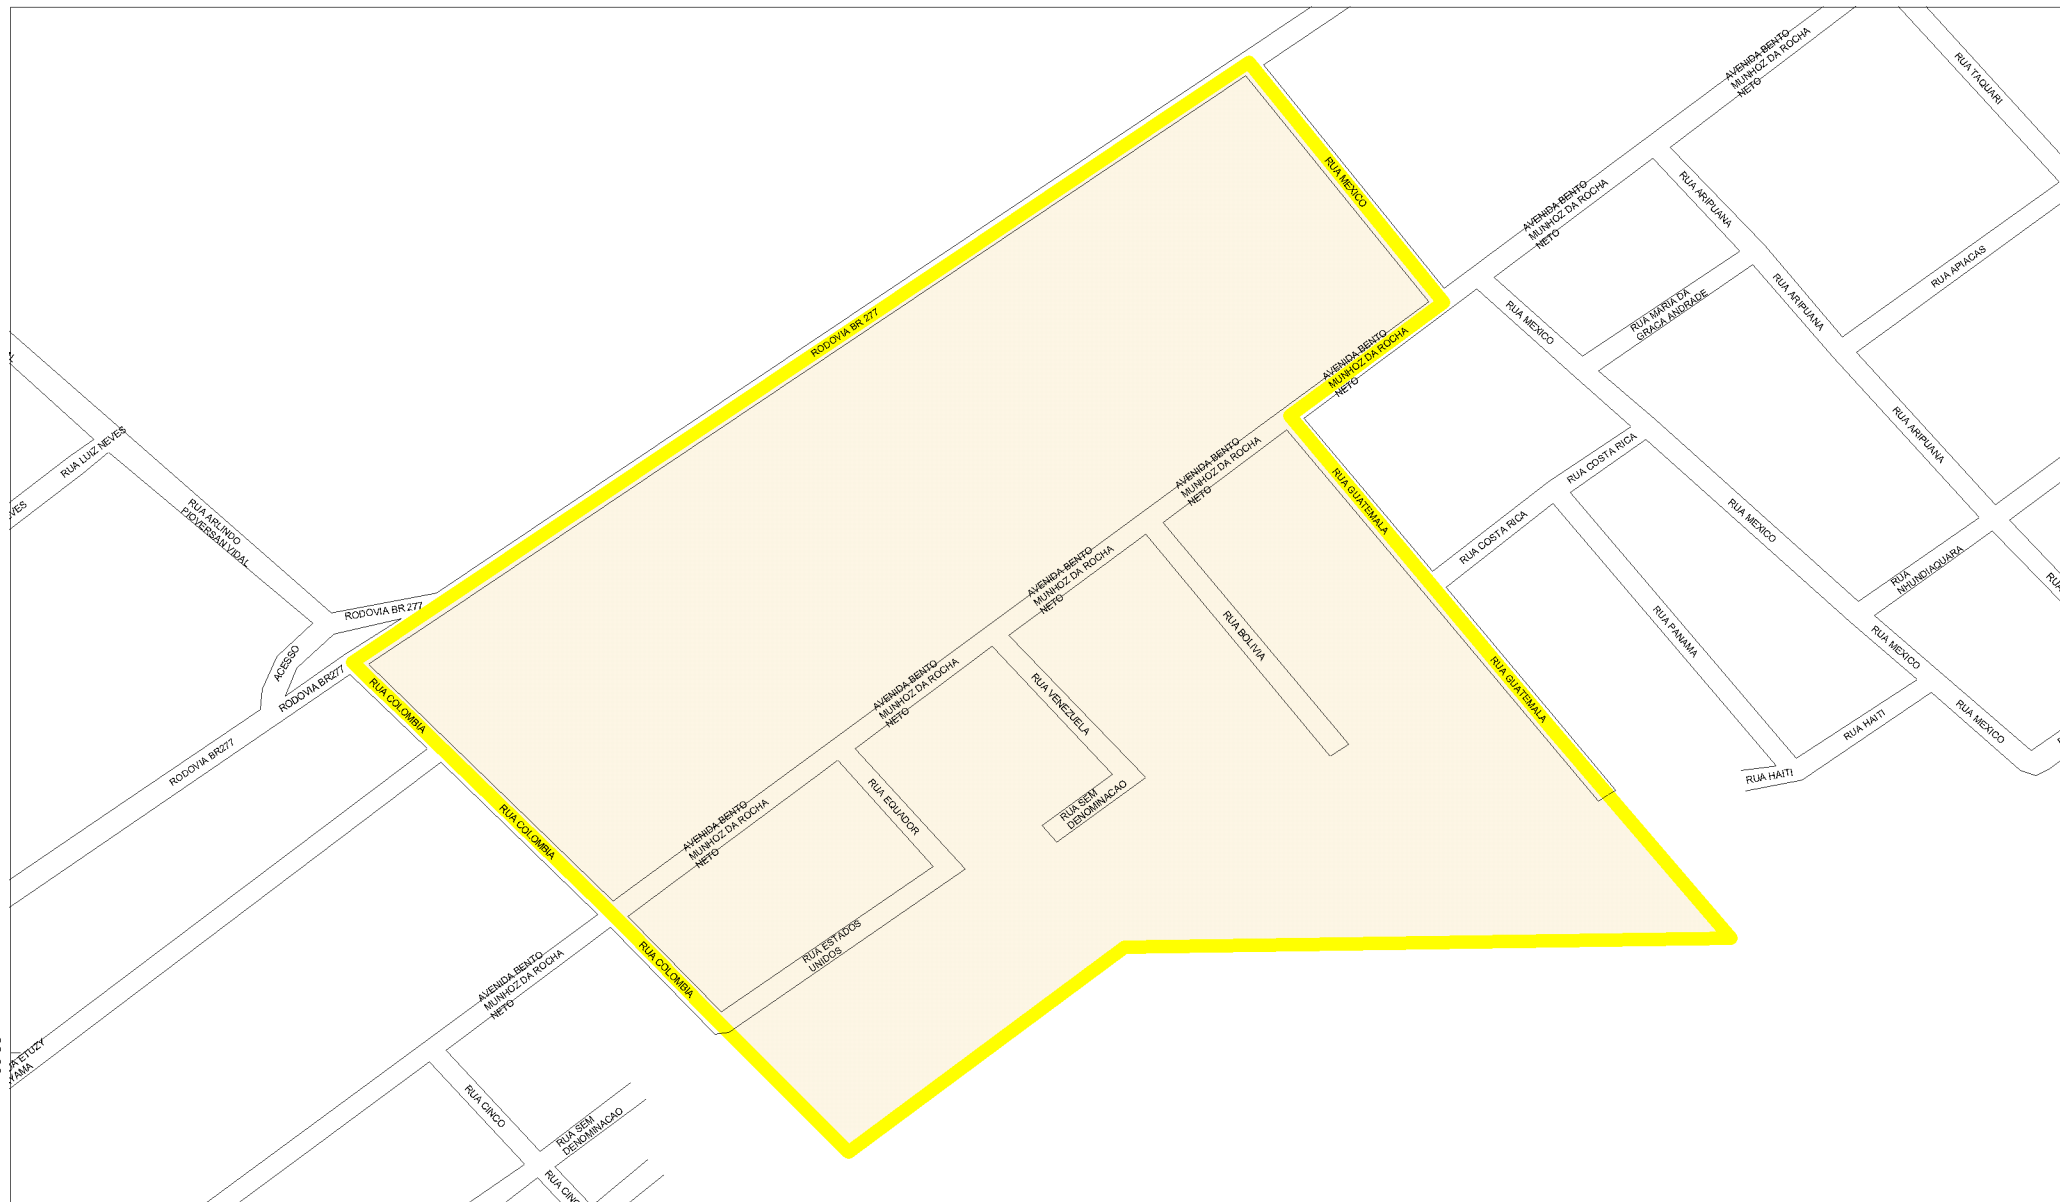 AVENIDA BENTO
MUNHOZ DA ROCHA
NETO
RUA TAQUARI
RUA MEXICO
AVENIDA BENTO
MUNHOZ DA ROCHA
NETO
RUA ARIPUANA
RUA APIACAS
RUA MARIA DA
GRACA ANDRADE
RUA ARIPUANA
RUA MEXICO
RODOVIA BR 277
AVENIDA BENTO
MUNHOZ DA ROCHA
NETO
RUA ARIPUANA
RUA LUIZ NEVES
AVENIDA BENTO
MUNHOZ DA ROCHA
NETO
RUA COSTA RICA
RUA GUATEMALA
VES
RUA ARLINDO
PIOVERSAN VIDAL
RUA COSTA RICA
RUA MEXICO
AVENIDA BENTO
MUNHOZ DA ROCHA
NETO
RUA
NHUNDIAQUARA
RODOVIA BR 277
RUA BOLIVIA
RUA PANAMA
RUA MEXICO
ACESSO
RODOVIA BR277
RUA COLOMBIA
AVENIDA BENTO
MUNHOZ DA ROCHA
NETO
RUA VENEZUELA
RUA GUATEMALA
RUA HAITI
RUA MEXICO
RODOVIA BR277
RUA HAITI
RUA EQUADOR
RUA SEM
DENOMINACAO
RUA COLOMBIA
AVENIDA BENTO
MUNHOZ DA ROCHA
NETO
RUA ESTADOS
UNIDOS
RUA COLOMBIA
AVENIDA BENTO
MUNHOZ DA ROCHA
NETO
UA ETUZY
YAMA
RUA CINCO
RUA SEM
DENOMINACAO
RUA CINC